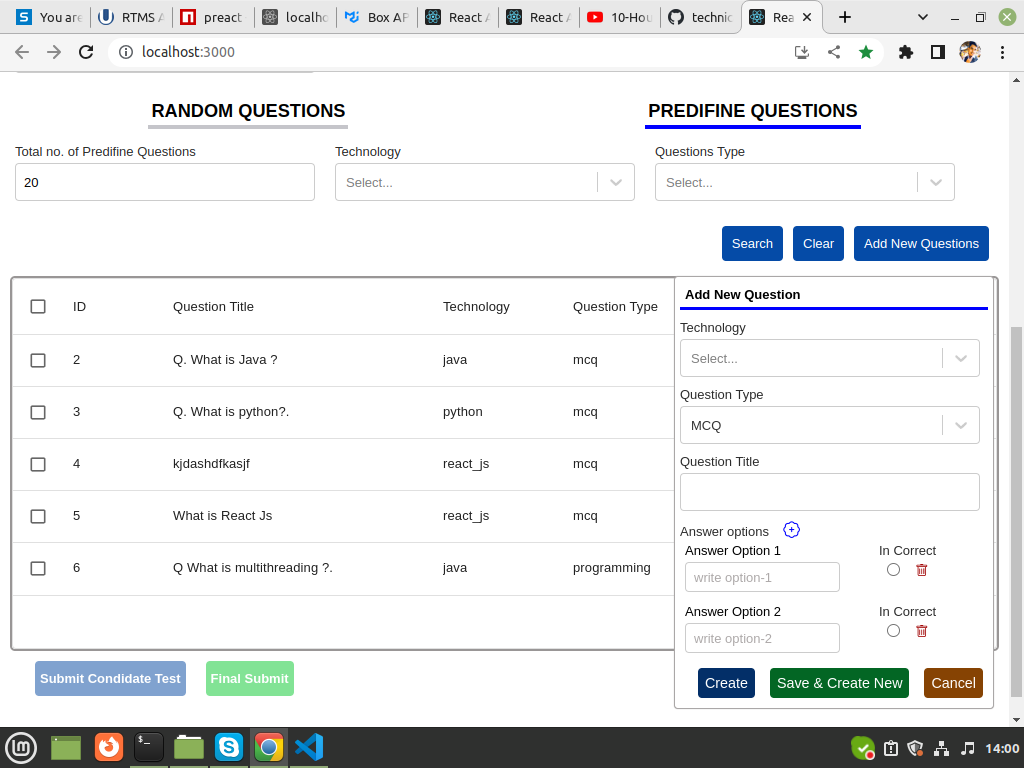 You are
RTMS A
preact
localho
Box AP
React A
React A
10-Hou
technic
Rea
localhost:3000
RANDOM QUESTIONS
PREDIFINE QUESTIONS
Total no. of Predifine Questions
Technology
Questions Type
20
Select...
Select...
Search
Clear
Add New Questions
ID
Question Title
Technology
Question Type
2
Q. What is Java ?
java
mcq
3
Q. What is python?.
python
mcq
4
kjdashdfkasjf
react_js
mcq
5
What is React Js
react_js
mcq
6
Q What is multithreading ?.
java
programming
Add New Question
Technology
Select...
Question Type
MCQ
Question Title
Answer options
Answer Option 1
In Correct
write option-1
Answer Option 2
In Correct
write option-2
Create
Save & Create New
Cancel
Submit Condidate Test
Final Submit
14:00